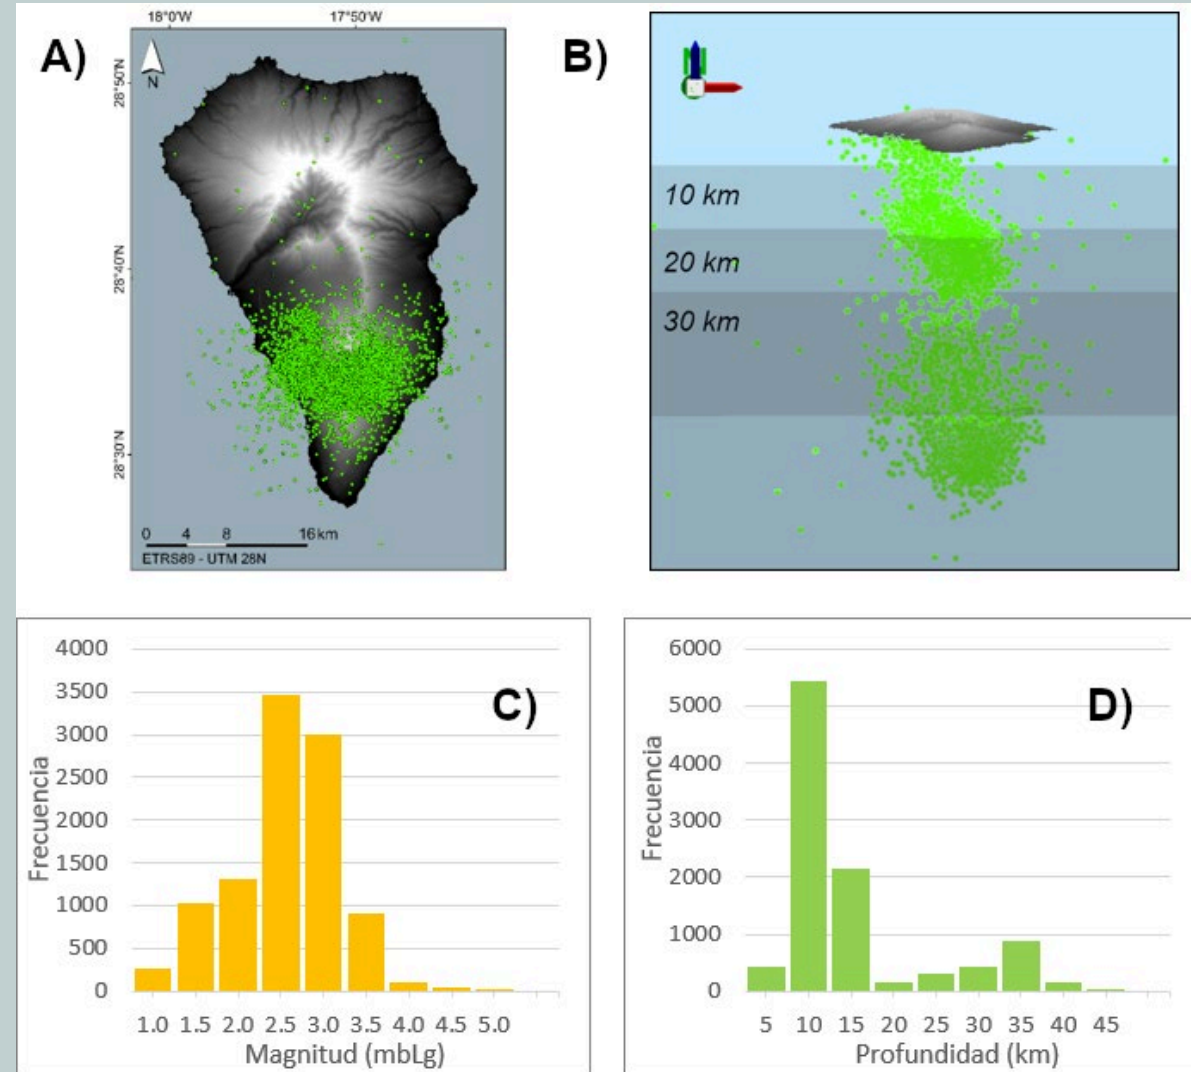 A)
18°0'W 17°50'W
N
28°50'N
28°40'N
28°30'N
0 4 8 16 km
ETRS89 - UTM 28N
B)
N
10 km
20 km
30 km
C)
4000
3500
3000
2500
2000
1500
1000
500
0
Frecuencia
1.0 1.5 2.0 2.5 3.0 3.5 4.0 4.5 5.0
Magnitud (mbLg)
D)
6000
5000
4000
3000
2000
1000
0
Frecuencia
5 10 15 20 25 30 35 40 45
Profundidad (km)